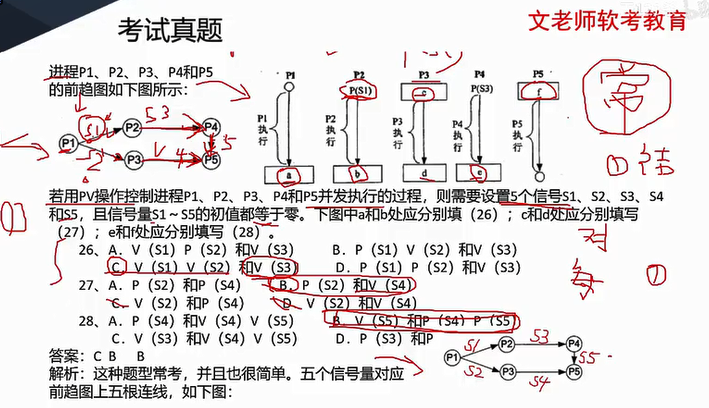 考试真题
文老师软考教育
进程P1、P2、P3、P4和P5
的前趋图如下图所示：
P1 P2 P3 P4 P5
P(S1) c P(S3) f
P1执行 P2执行 P3执行 P4执行 P5执行
a b d e
S1 P2 S3 P4
P1 S5
S2 P3 4 P5
若用PV操作控制进程P1、P2、P3、P4和P5并发执行的过程，则需要设置5个信号S1、S2、S3、S4
和S5，且信号量S1～S5的初值都等于零。下图中a和b处应分别填（26）；c和d处应分别填写
（27）；e和f处应分别填写（28）。
26、A. V（S1）P（S2）和V（S3） B. P（S1）V（S2）和V（S3）
C. V（S1）V（S2）和V（S3） D. P（S1）P（S2）和V（S3）
27、A. P（S2）和P（S4） B. P（S2）和V（S4）
C. V（S2）和P（S4） D. V（S2）和V（S4）
28、A. P（S4）和V（S4）V（S5） B. V（S5）和P（S4）P（S5）
C. V（S3）和V（S4）V（S5） D. P（S3）和P
答案：C B B
解析：这种题型常考，并且也很简单。五个信号量对应
前趋图上五根连线，如下图：
S1 P2 S3 P4
P1 S5
S2 P3 S4 P5